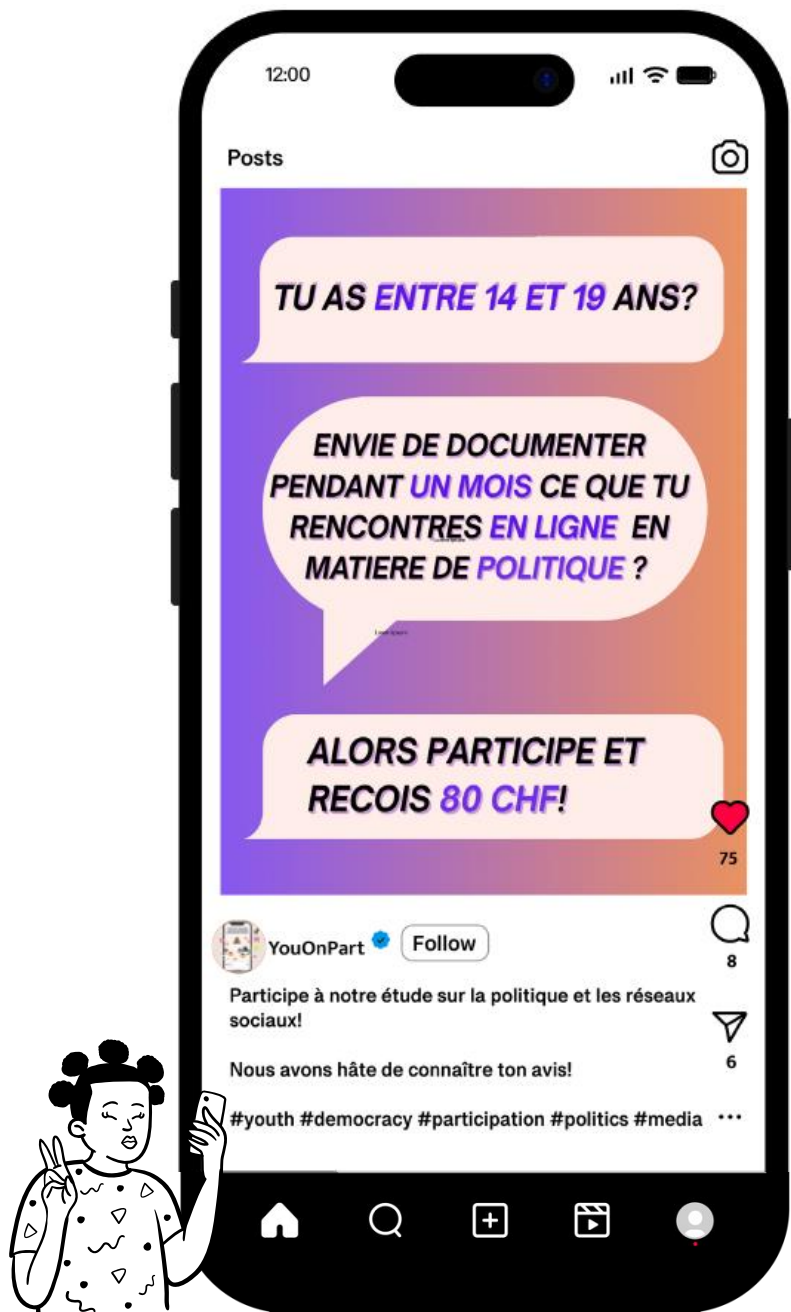 12:00
Posts
TU AS ENTRE 14 ET 19 ANS?
ENVIE DE DOCUMENTER
PENDANT UN MOIS CE QUE TU
RENCONTRES EN LIGNE EN
MATIERE DE POLITIQUE ?
ALORS PARTICIPE ET
RECOIS 80 CHF!
75
YouOnPart
Follow
8
Participe à notre étude sur la politique et les réseaux
sociaux!
6
Nous avons hâte de connaître ton avis!
#youth #democracy #participation #politics #media